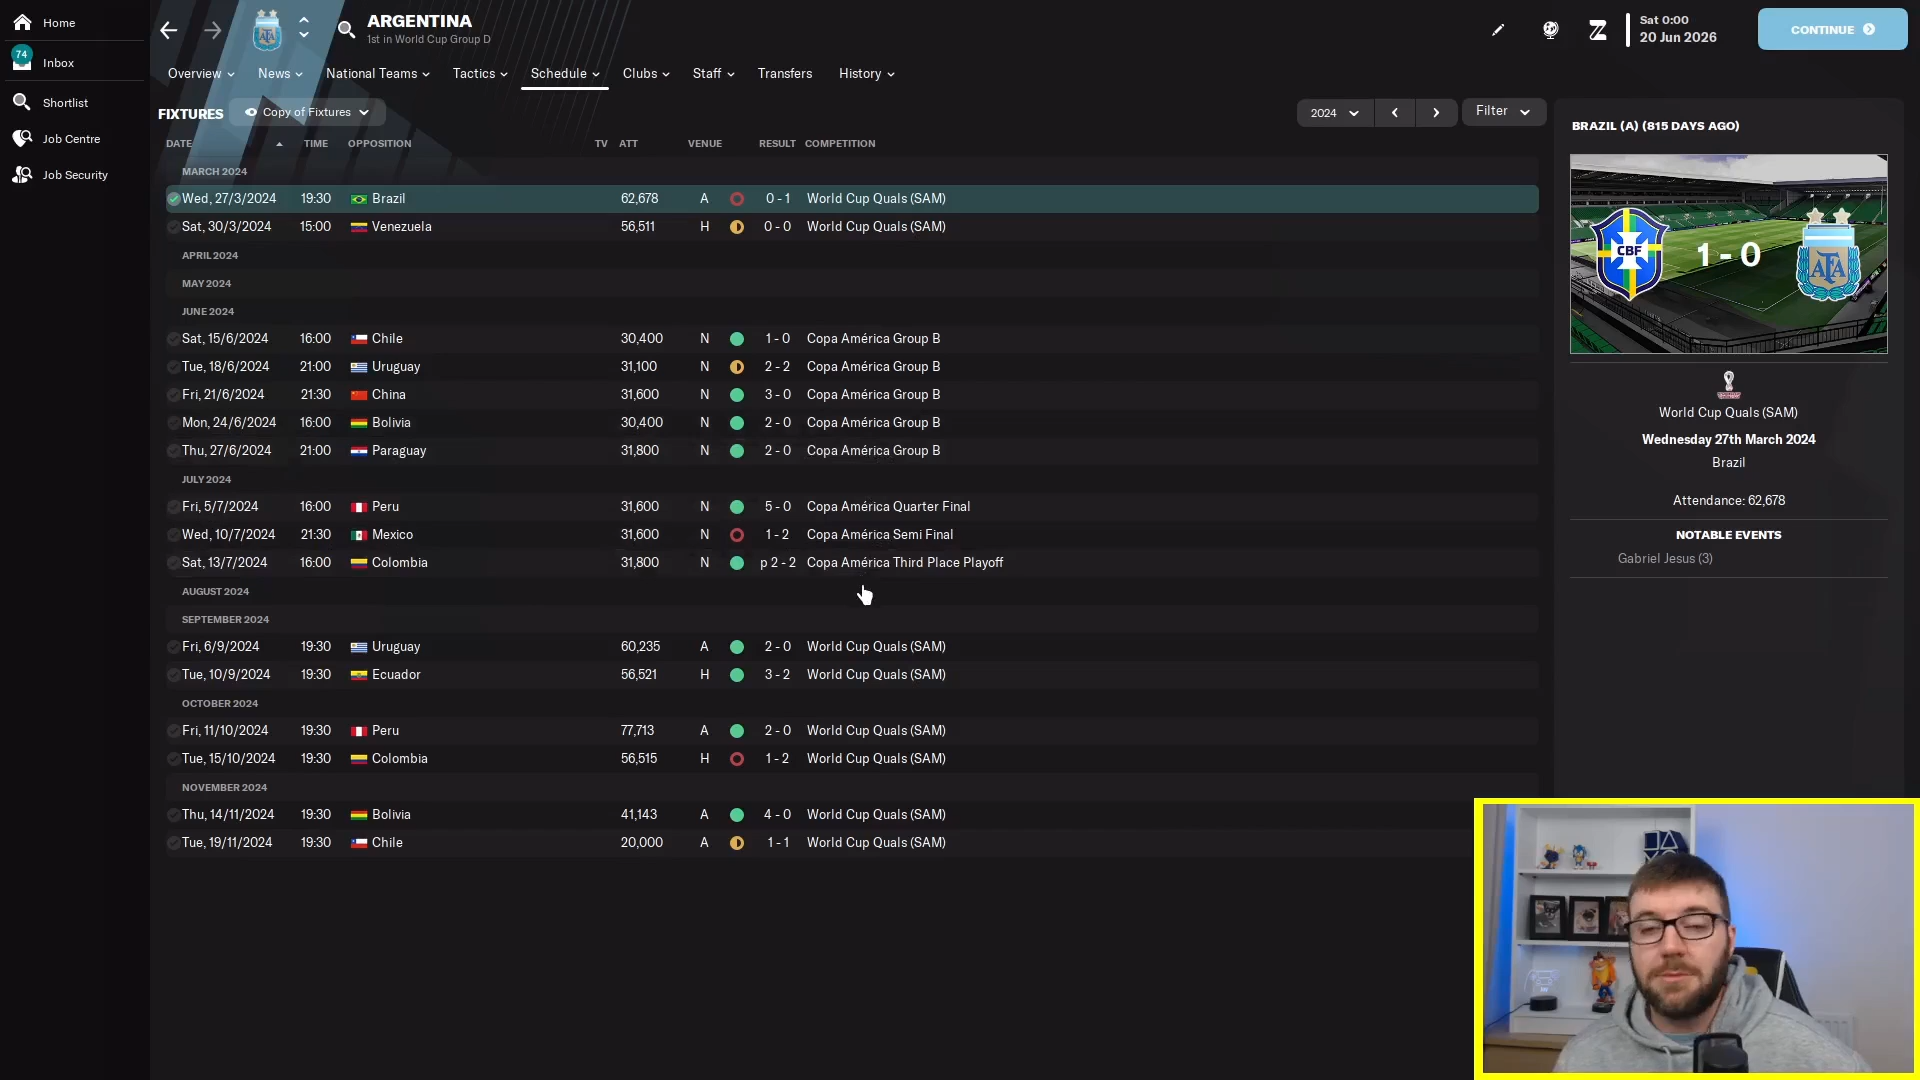 Home
ARGENTINA
1st in World Cup Group D
Sat 0:00
20 Jun 2026
CONTINUE
74
Inbox
Overview News National Teams Tactics Schedule Clubs Staff Transfers History
Shortlist
Job Centre
Job Security
FIXTURES Copy of Fixtures 2024 Filter
DATE TIME OPPOSITION TV ATT VENUE RESULT COMPETITION
MARCH 2024
Wed, 27/3/2024 19:30 Brazil 62,678 A 0 - 1 World Cup Quals (SAM)
Sat, 30/3/2024 15:00 Venezuela 56,511 H 0 - 0 World Cup Quals (SAM)
APRIL 2024
MAY 2024
JUNE 2024
Sat, 15/6/2024 16:00 Chile 30,400 N 1 - 0 Copa América Group B
Tue, 18/6/2024 21:00 Uruguay 31,100 N 2 - 2 Copa América Group B
Fri, 21/6/2024 21:30 China 31,600 N 3 - 0 Copa América Group B
Mon, 24/6/2024 16:00 Bolivia 30,400 N 2 - 0 Copa América Group B
Thu, 27/6/2024 21:00 Paraguay 31,800 N 2 - 0 Copa América Group B
JULY 2024
Fri, 5/7/2024 16:00 Peru 31,600 N 5 - 0 Copa América Quarter Final
Wed, 10/7/2024 21:30 Mexico 31,600 N 1 - 2 Copa América Semi Final
Sat, 13/7/2024 16:00 Colombia 31,800 N p 2 - 2 Copa América Third Place Playoff
AUGUST 2024
SEPTEMBER 2024
Fri, 6/9/2024 19:30 Uruguay 60,235 A 2 - 0 World Cup Quals (SAM)
Tue, 10/9/2024 19:30 Ecuador 56,521 H 3 - 2 World Cup Quals (SAM)
OCTOBER 2024
Fri, 11/10/2024 19:30 Peru 77,713 A 2 - 0 World Cup Quals (SAM)
Tue, 15/10/2024 19:30 Colombia 56,515 H 1 - 2 World Cup Quals (SAM)
NOVEMBER 2024
Thu, 14/11/2024 19:30 Bolivia 41,143 A 4 - 0 World Cup Quals (SAM)
Tue, 19/11/2024 19:30 Chile 20,000 A 1 - 1 World Cup Quals (SAM)
BRAZIL (A) (815 DAYS AGO)
CBF 1 - 0 AFA
World Cup Quals (SAM)
Wednesday 27th March 2024
Brazil
Attendance: 62,678
NOTABLE EVENTS
Gabriel Jesus (3)